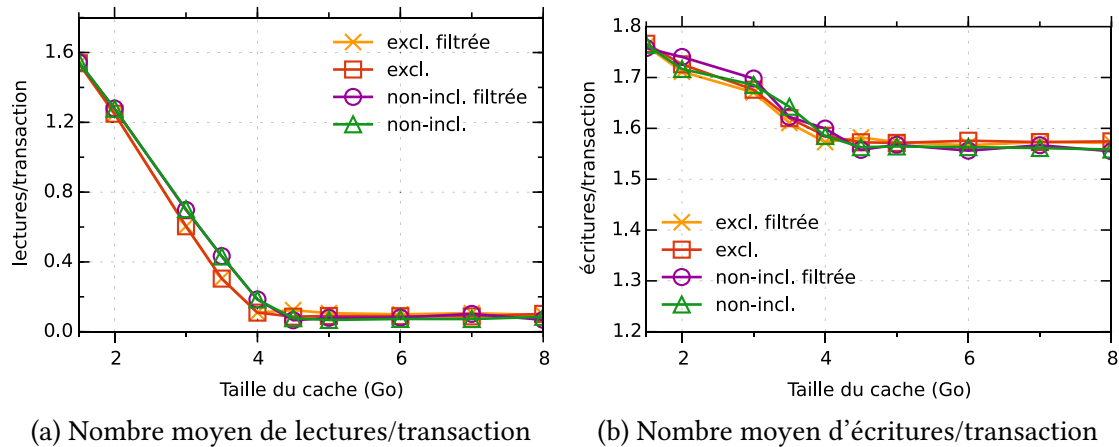 1.6
1.2
0.8
0.4
0.0
lectures/transaction
excl. filtrée
excl.
non-incl. filtrée
non-incl.
2
4
6
8
Taille du cache (Go)
(a) Nombre moyen de lectures/transaction
1.8
1.7
1.6
1.5
1.4
1.3
1.2
écritures/transaction
excl. filtrée
excl.
non-incl. filtrée
non-incl.
2
4
6
8
Taille du cache (Go)
(b) Nombre moyen d'écritures/transaction